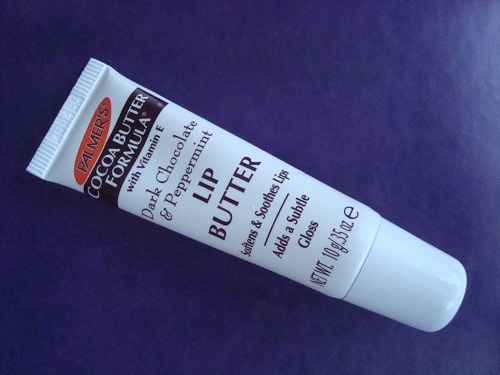 PALMER'S
COCOA BUTTER
FORMULA®
with Vitamin E
Dark Chocolate
& Peppermint
LIP
BUTTER
Softens & Soothes Lips
Adds a Subtle
Gloss
NET WT. 10g/.35 oz ℮